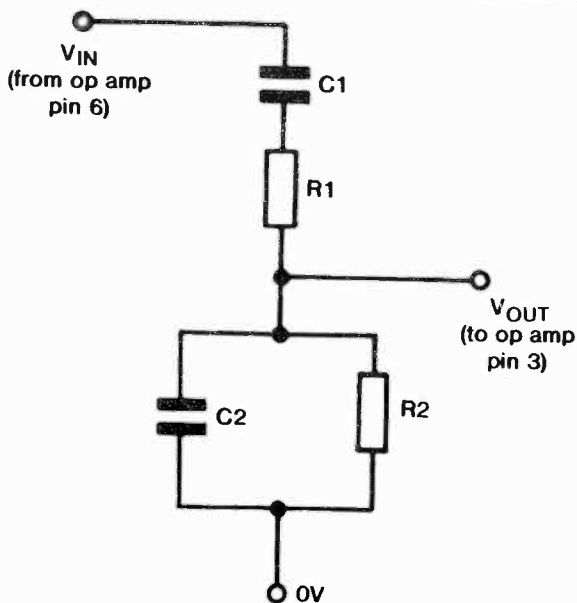 VIN
(from op amp
pin 6)
C1
R1
VOUT
(to op amp
pin 3)
C2
R2
0V